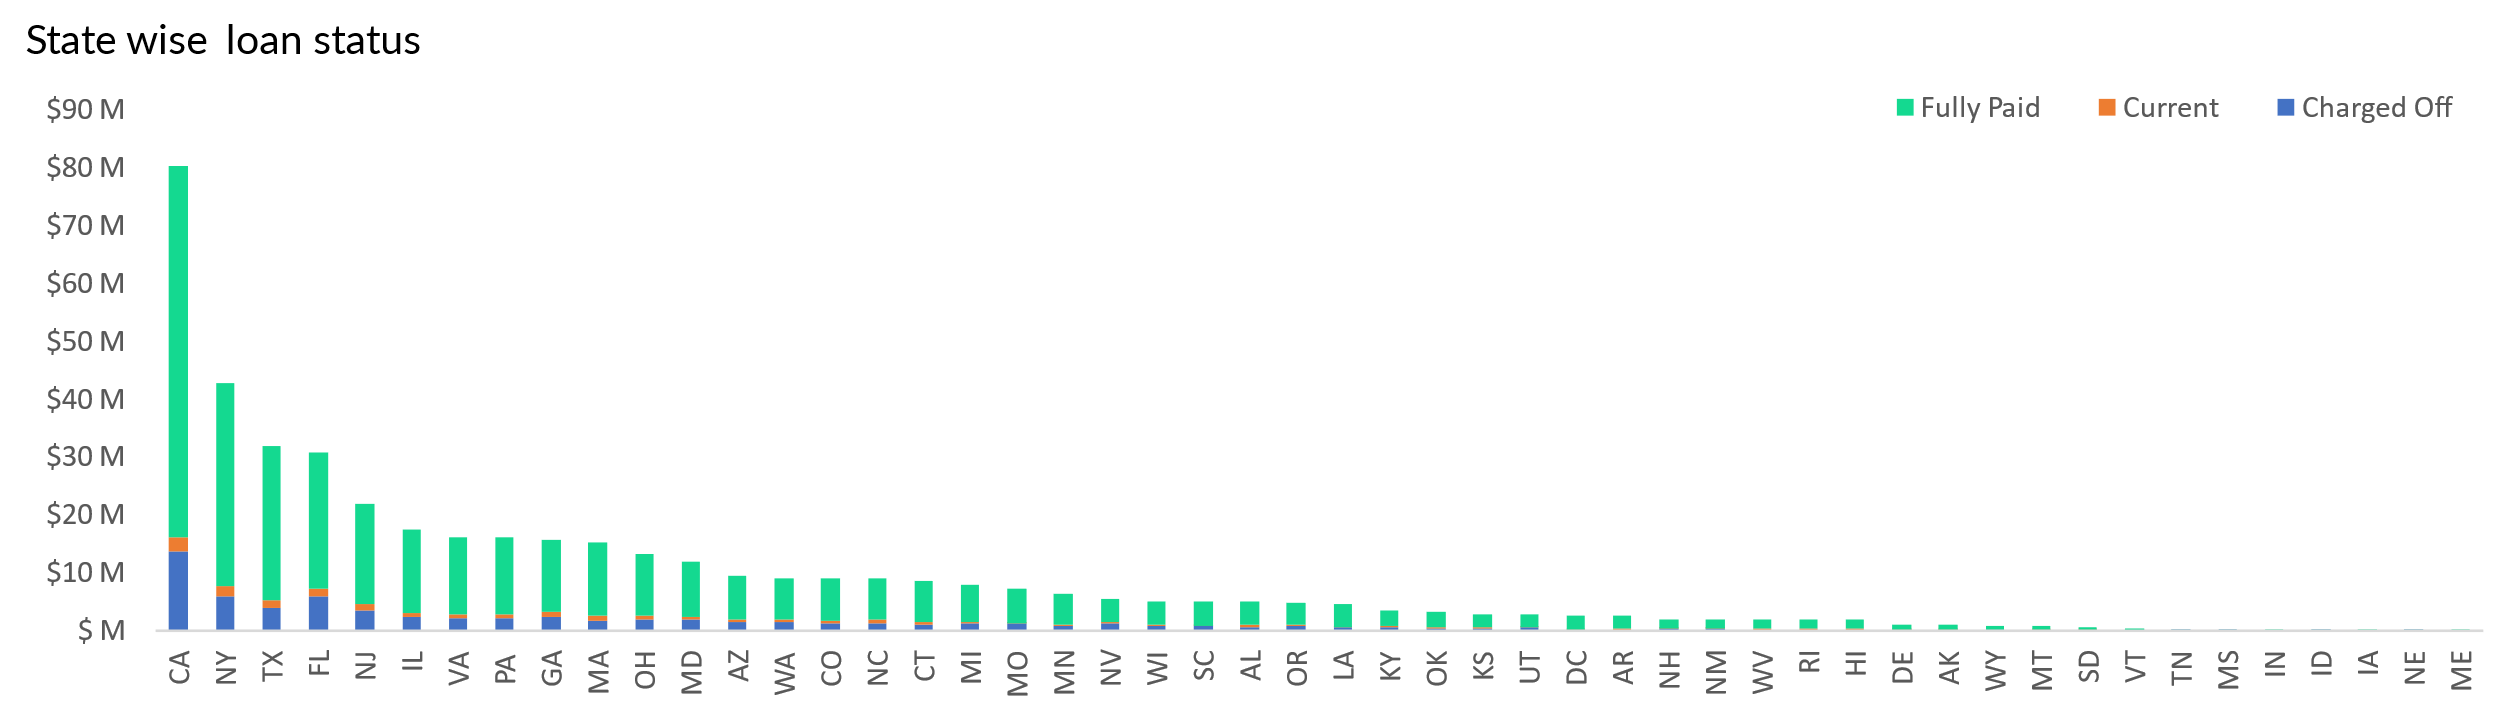 State wise  loan status
$90 M
Fully Paid
Current
Charged Off
$80 M
$70 M
$60 M
$50 M
$40 M
$30 M
$20 M
$10 M
$ M
CA
NY
TX
FL
NJ
IL
VA
PA
GA
MA
OH
MD
AZ
WA
CO
NC
CT
MI
MO
MN
NV
WI
SC
AL
OR
LA
KY
OK
KS
UT
DC
AR
NH
NM
WV
RI
HI
DE
AK
WY
MT
SD
VT
TN
MS
IN
ID
IA
NE
ME